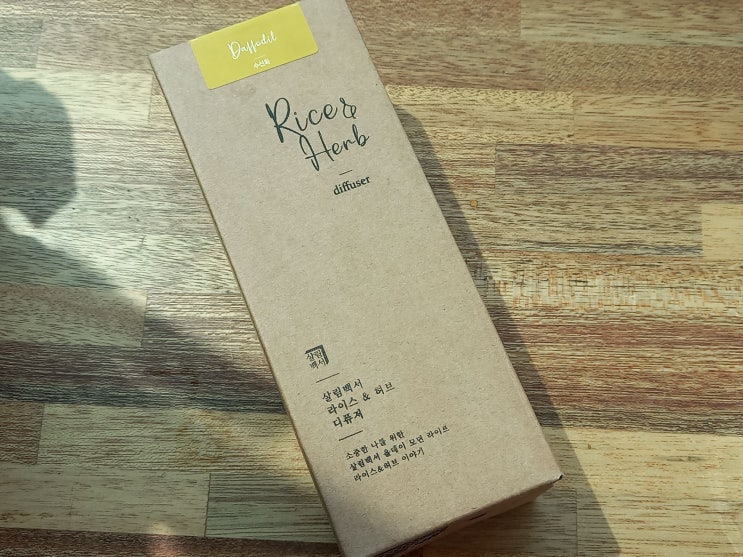 Daffodil
수선화
Rice &
Herb
diffuser
살림
백서
살림백서
라이스 & 허브
디퓨저
소중한 나를 위한
살림백서 올데이 모던 라이프
라이스&허브 이야기